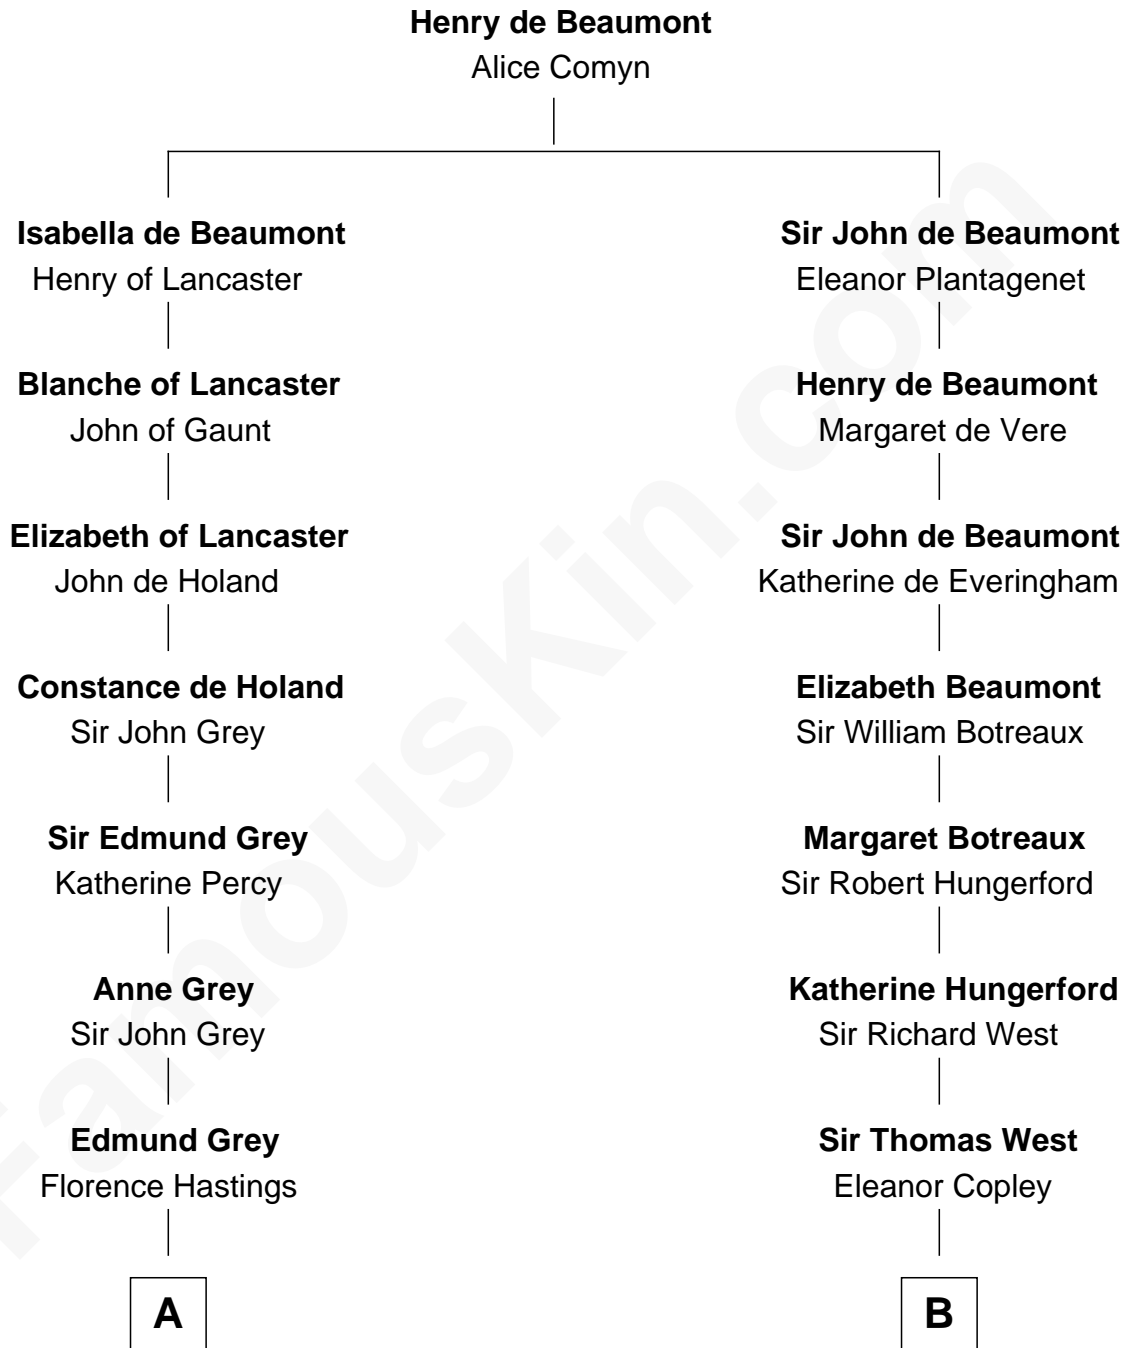 Henry de Beaumont
Alice Comyn
Isabella de Beaumont
Henry of Lancaster
Sir John de Beaumont
Eleanor Plantagenet
Blanche of Lancaster
John of Gaunt
Henry de Beaumont
Margaret de Vere
Elizabeth of Lancaster
John de Holand
Sir John de Beaumont
Katherine de Everingham
Constance de Holand
Sir John Grey
Elizabeth Beaumont
Sir William Botreaux
Sir Edmund Grey
Katherine Percy
Margaret Botreaux
Sir Robert Hungerford
Anne Grey
Sir John Grey
Katherine Hungerford
Sir Richard West
Edmund Grey
Florence Hastings
Sir Thomas West
Eleanor Copley
A
B
FamousKin.com